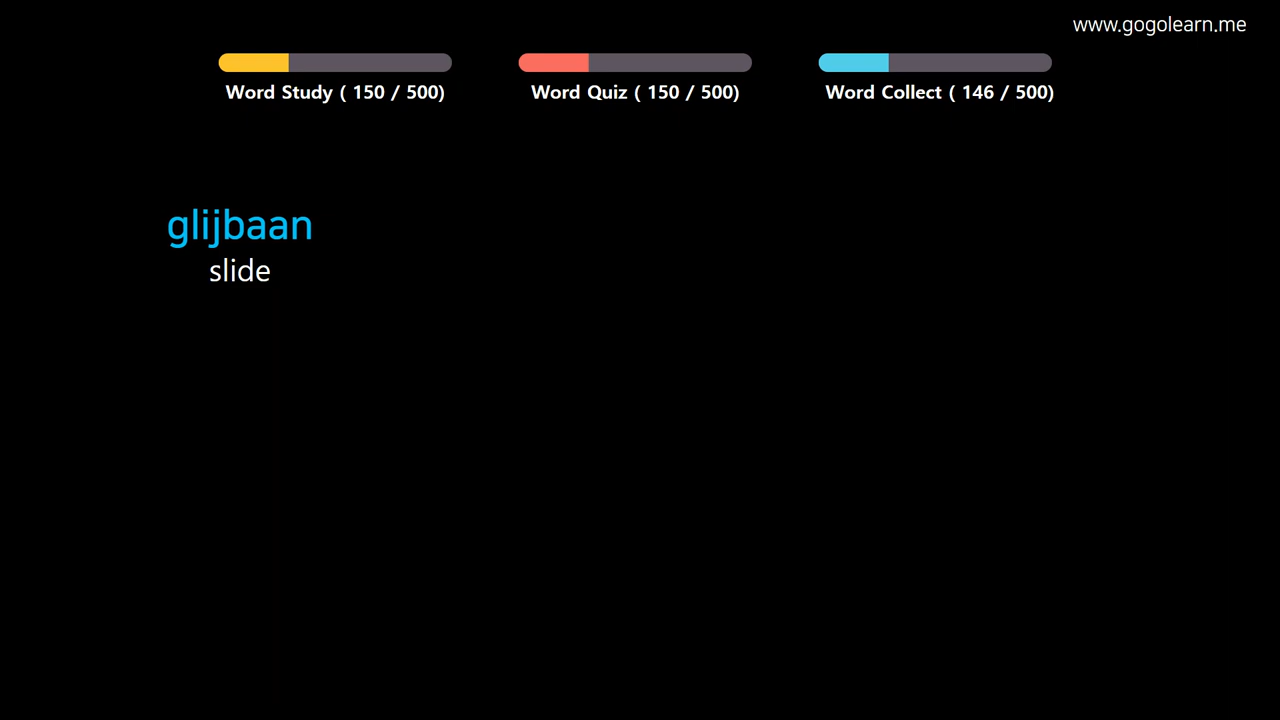 www.gogolearn.me
Word Study ( 150 / 500)
Word Quiz ( 150 / 500)
Word Collect ( 146 / 500)
glijbaan
slide